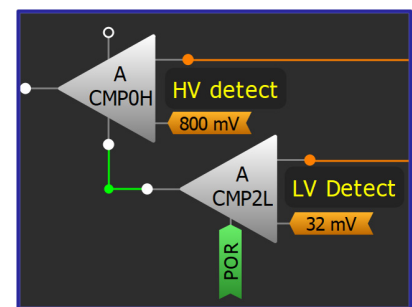 A
CMP0H
HV detect
800 mV
A
CMP2L
LV Detect
32 mV
POR